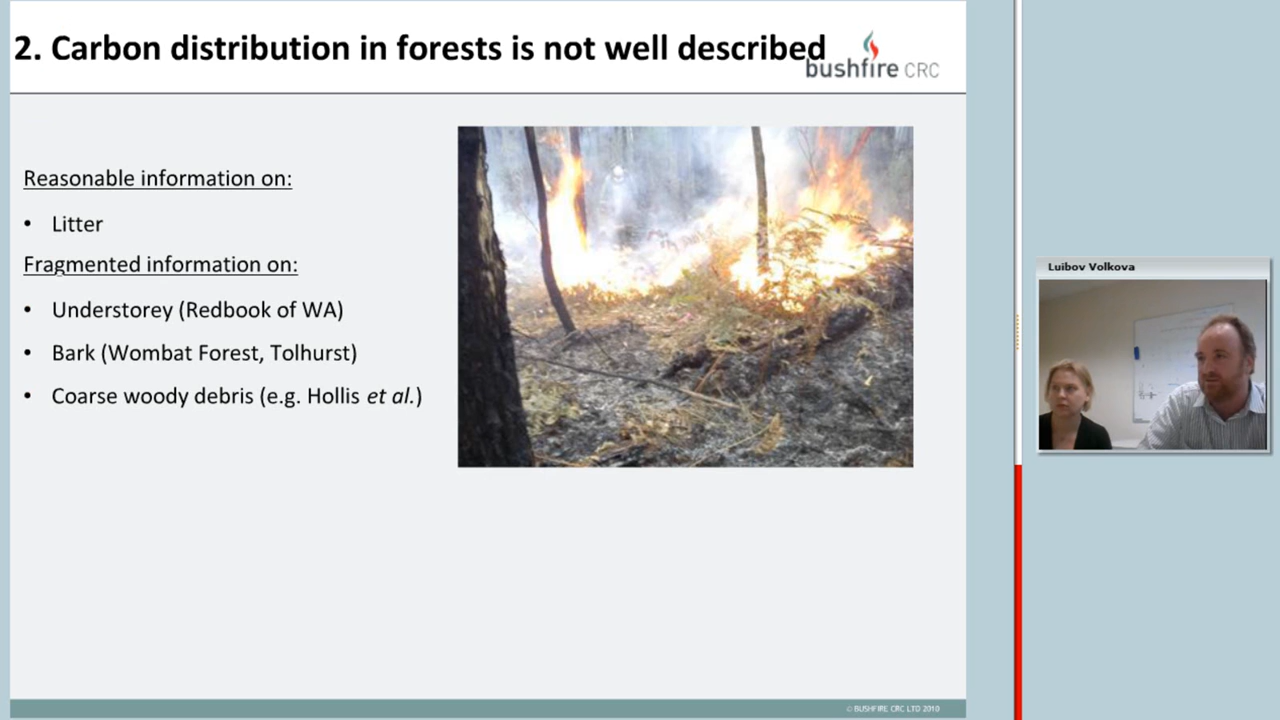 2. Carbon distribution in forests is not well described
bushfire CRC
Reasonable information on:
• Litter
Fragmented information on:
• Understorey (Redbook of WA)
• Bark (Wombat Forest, Tolhurst)
• Coarse woody debris (e.g. Hollis et al.)
Luibov Volkova
© BUSHFIRE CRC LTD 2010